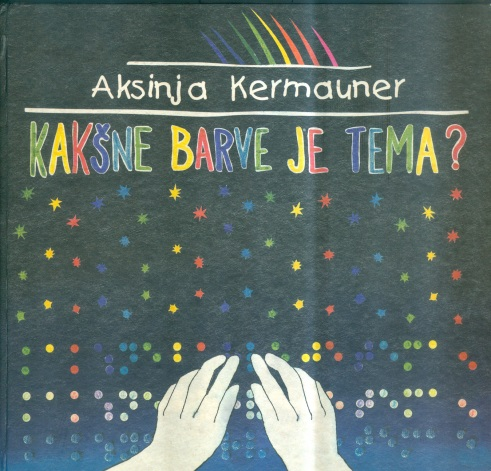 Aksinja Kermauner
KAKŠNE BARVE JE TEMA?